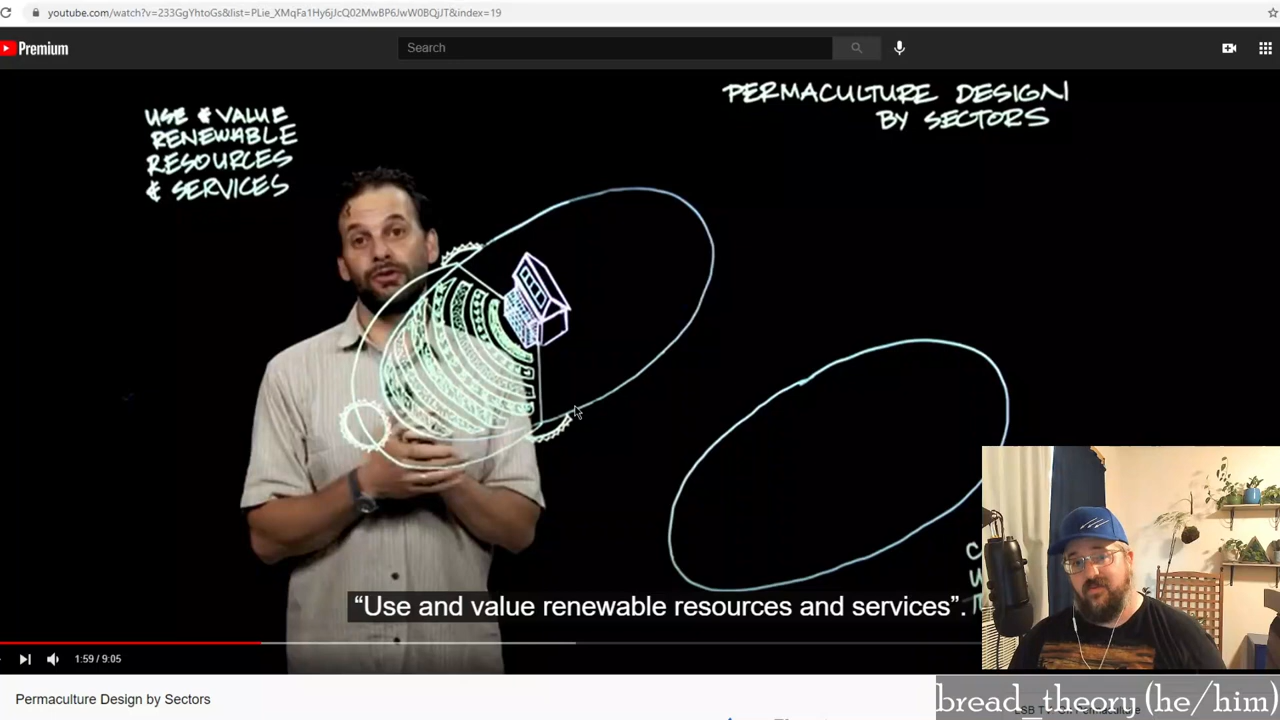 youtube.com/watch?v=233GgYhtoGs&list=PLie_XMqFa1Hy6jJcQ02MwBP6JwW0BQjJT&index=19
Premium
Search
USE & VALUE
RENEWABLE
RESOURCES
& SERVICES
PERMACULTURE DESIGN
BY SECTORS
“Use and value renewable resources and services”.
1:59 / 9:05
Permaculture Design by Sectors
bread_theory (he/him)